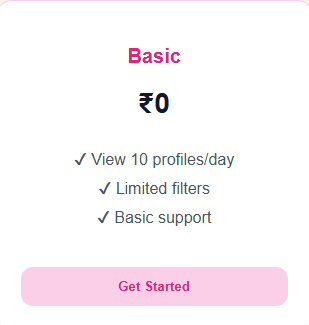 Basic
₹0
✓ View 10 profiles/day
✓ Limited filters
✓ Basic support
Get Started